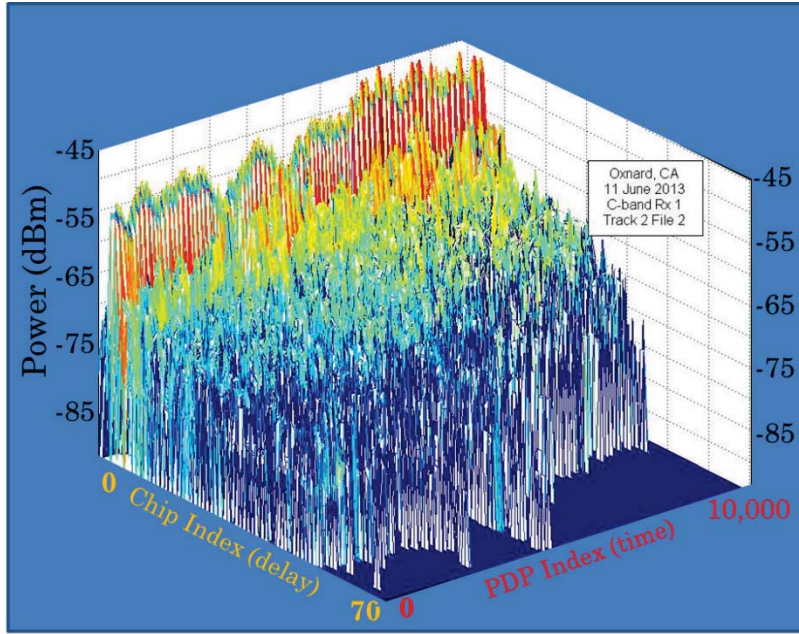 -45
-55
-65
-75
-85
Power (dBm)
Oxnard, CA
11 June 2013
C-band Rx 1
Track 2 File 2
-45
-55
-65
-75
-85
0
Chip Index (delay)
70
0
PDP Index (time)
10,000